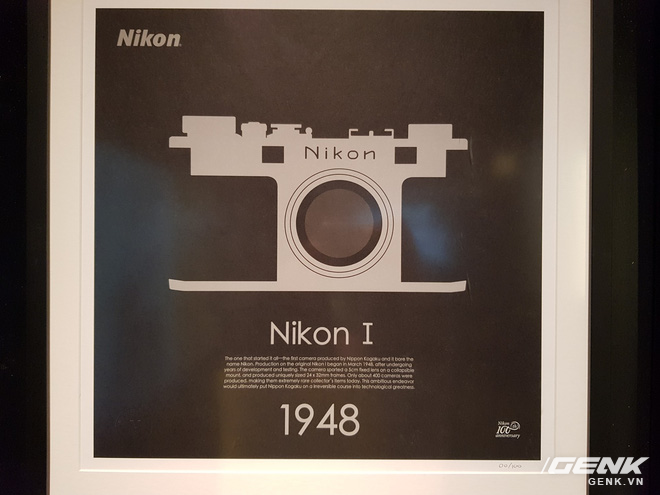 Nikon
Nikon
Nikon I
The one that started it all—the first camera produced by Nippon Kogaku and it bore the
name Nikon. Production on the original Nikon I began in March 1948, after undergoing
years of development and testing. The camera sported a 5cm fixed lens on a collapsible
mount, and produced uniquely sized 24 x 32mm frames. Only about 400 cameras were
produced, making them extremely rare collector's items today. This ambitious endeavor
would ultimately put Nippon Kogaku on a irreversible course into technological greatness.
1948
Nikon
100th
anniversary
GENK
GENK.VN